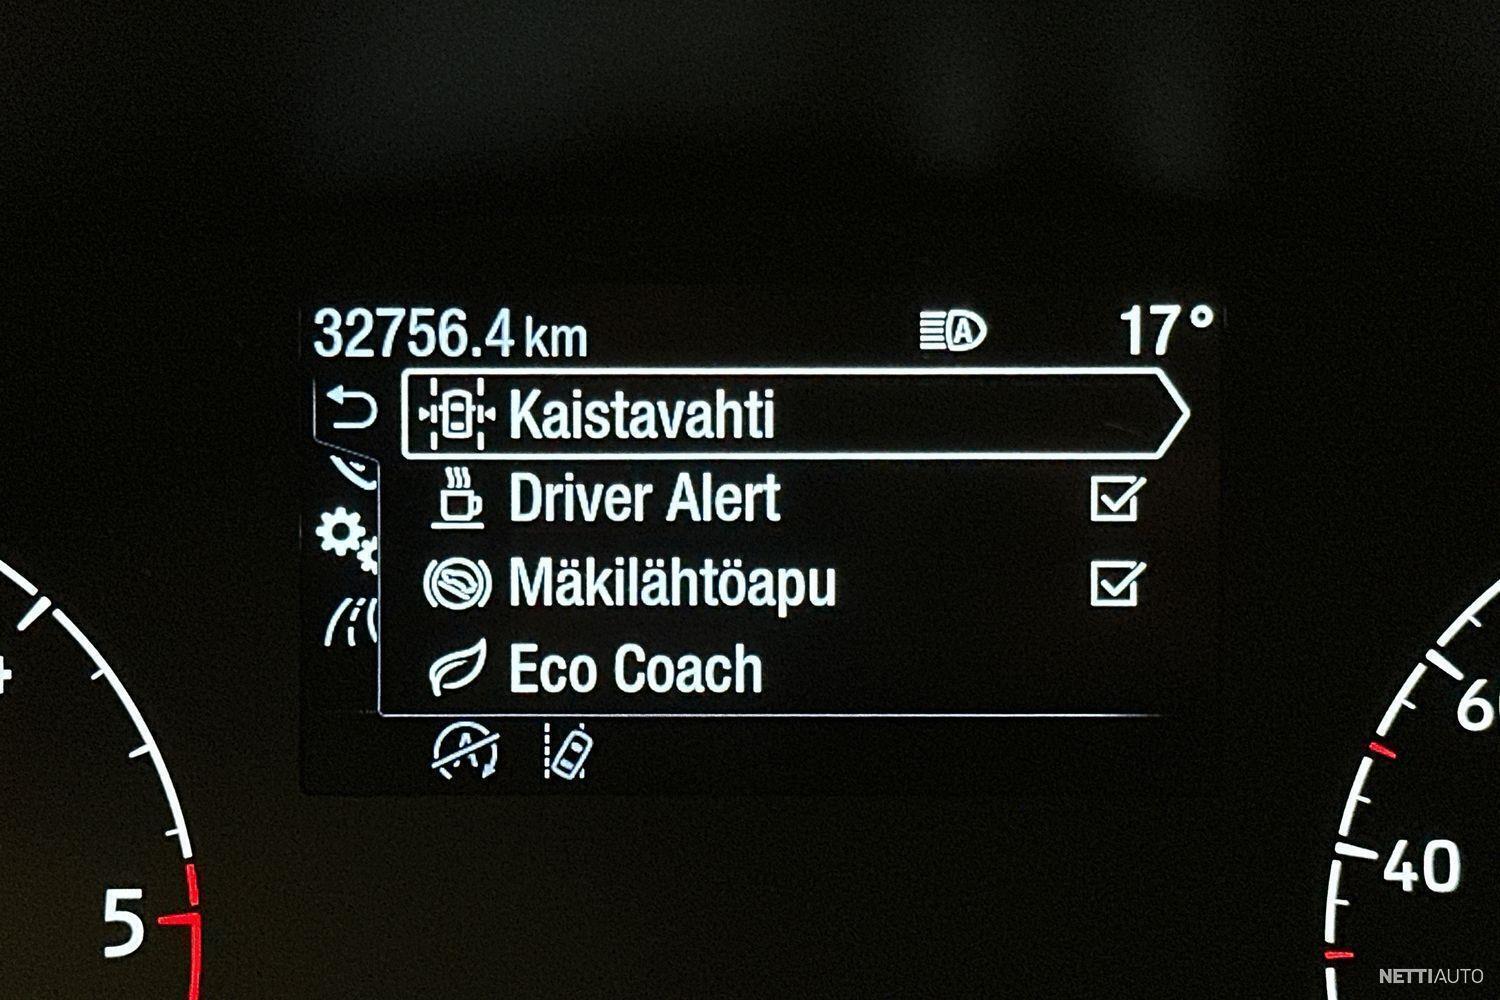 32756.4 km 17°
Kaistavahti
Driver Alert
Mäkilähtöapu
Eco Coach
5
60
40
NETTIAUTO